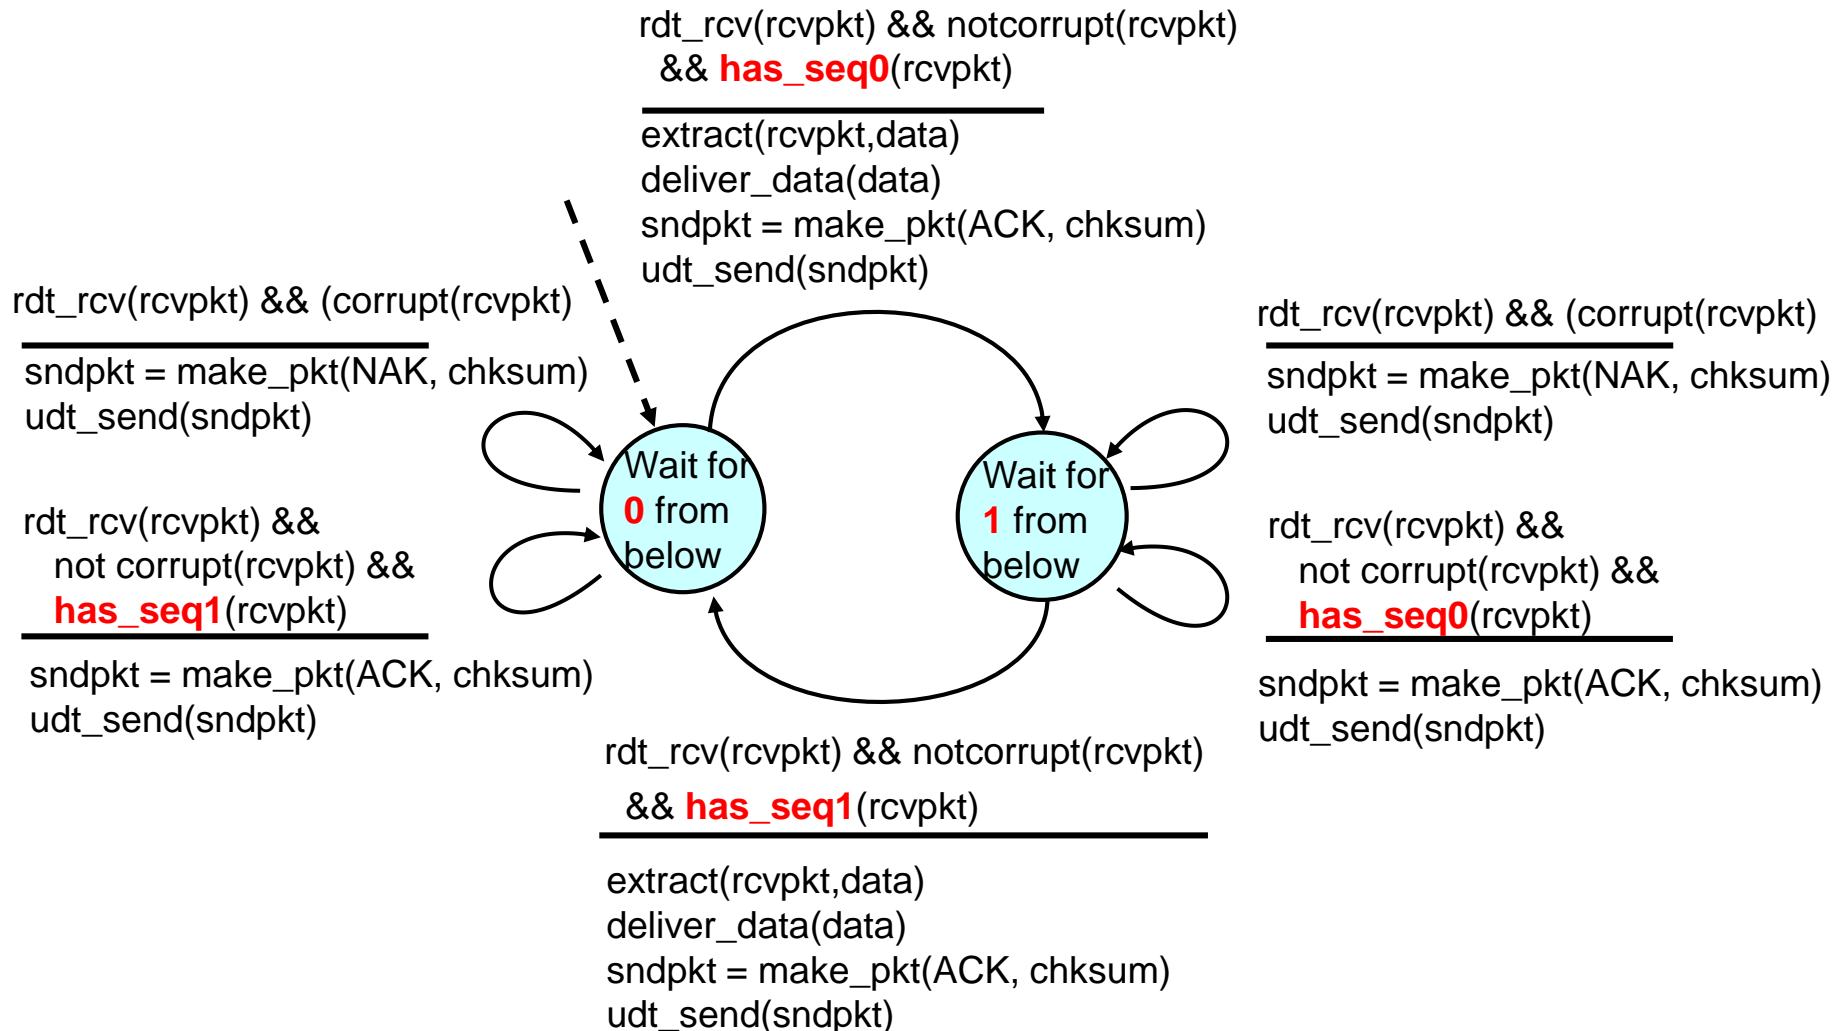 rdt_rcv(rcvpkt) && notcorrupt(rcvpkt)
&& has_seq0(rcvpkt)
extract(rcvpkt,data)
deliver_data(data)
sndpkt = make_pkt(ACK, chksum)
udt_send(sndpkt)
rdt_rcv(rcvpkt) && (corrupt(rcvpkt)
sndpkt = make_pkt(NAK, chksum)
udt_send(sndpkt)
rdt_rcv(rcvpkt) &&
not corrupt(rcvpkt) &&
has_seq1(rcvpkt)
sndpkt = make_pkt(ACK, chksum)
udt_send(sndpkt)
Wait for
0 from
below
Wait for
1 from
below
rdt_rcv(rcvpkt) && (corrupt(rcvpkt)
sndpkt = make_pkt(NAK, chksum)
udt_send(sndpkt)
rdt_rcv(rcvpkt) &&
not corrupt(rcvpkt) &&
has_seq0(rcvpkt)
sndpkt = make_pkt(ACK, chksum)
udt_send(sndpkt)
rdt_rcv(rcvpkt) && notcorrupt(rcvpkt)
&& has_seq1(rcvpkt)
extract(rcvpkt,data)
deliver_data(data)
sndpkt = make_pkt(ACK, chksum)
udt_send(sndpkt)